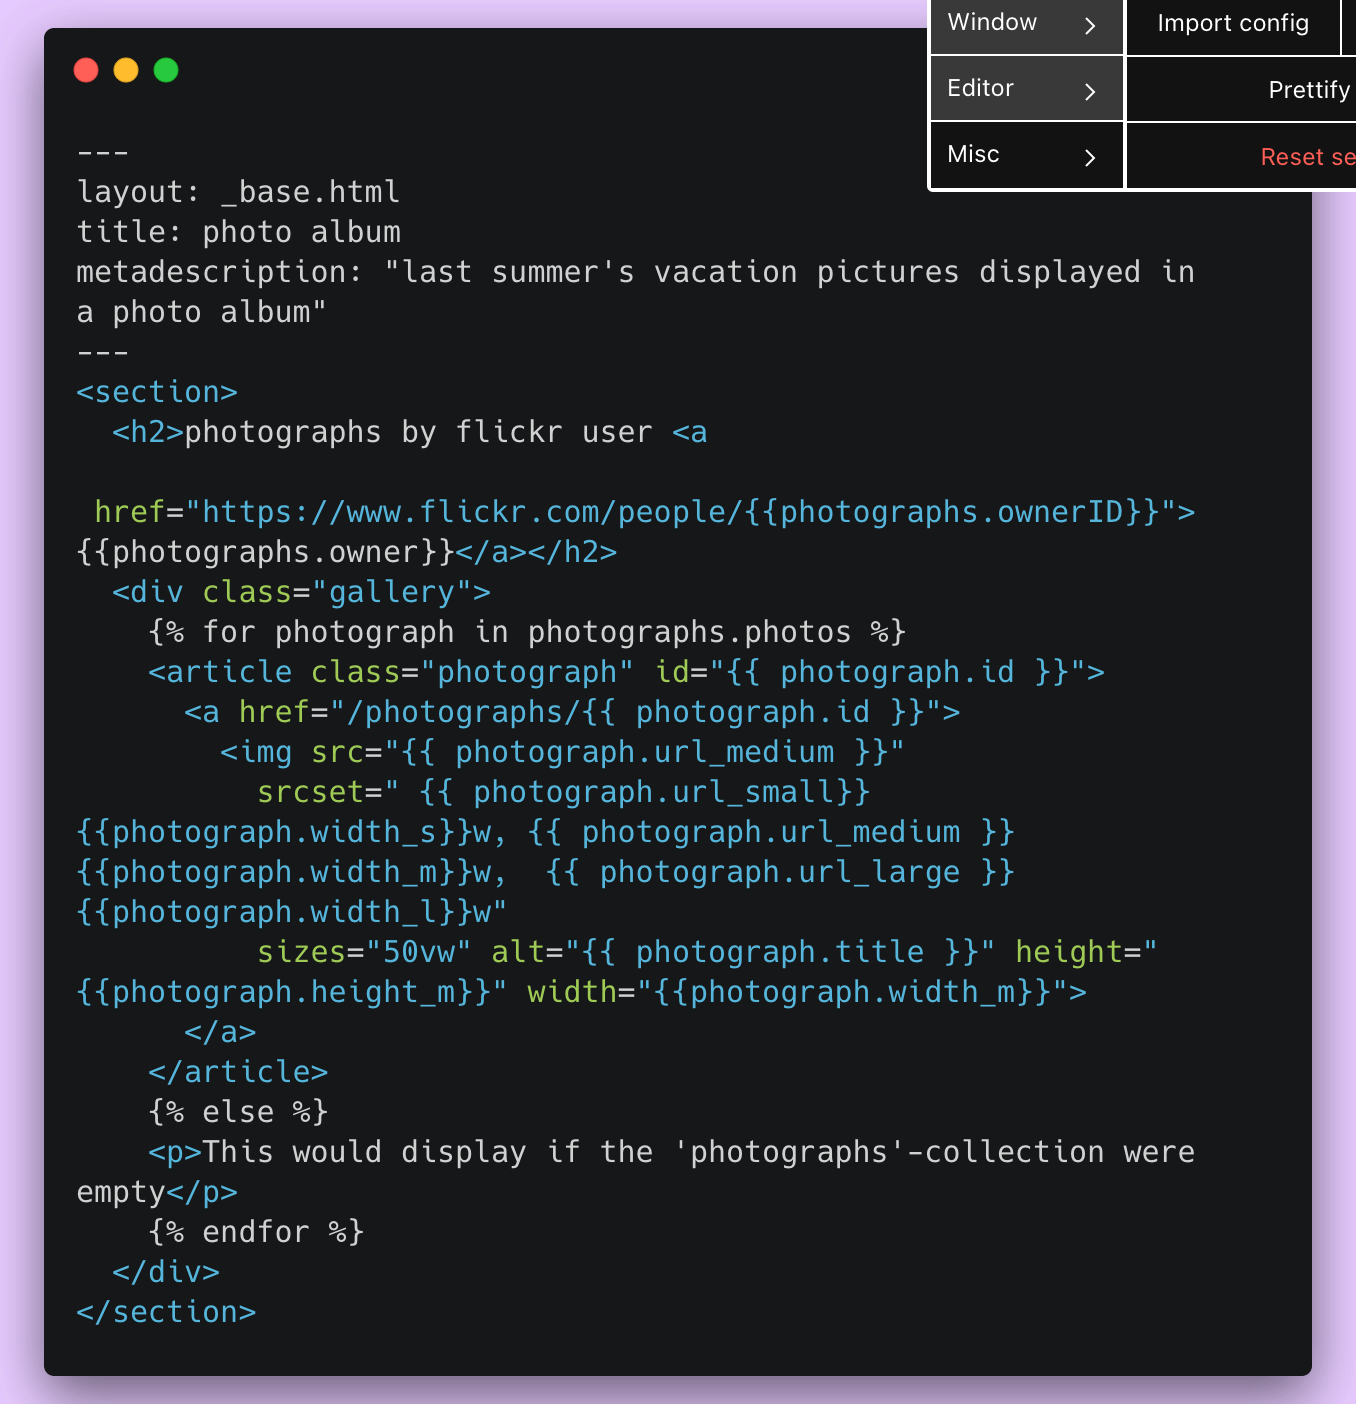 Window
Import config
Editor
Prettify
Misc
Reset se
---
layout: _base.html
title: photo album
metadescription: "last summer's vacation pictures displayed in
a photo album"
---
<section>
  <h2>photographs by flickr user <a
 href="https://www.flickr.com/people/{{photographs.ownerID}}">
{{photographs.owner}}</a></h2>
  <div class="gallery">
    {% for photograph in photographs.photos %}
    <article class="photograph" id="{{ photograph.id }}">
      <a href="/photographs/{{ photograph.id }}">
        <img src="{{ photograph.url_medium }}"
          srcset=" {{ photograph.url_small}}
{{photograph.width_s}}w, {{ photograph.url_medium }}
{{photograph.width_m}}w,  {{ photograph.url_large }}
{{photograph.width_l}}w"
          sizes="50vw" alt="{{ photograph.title }}" height="
{{photograph.height_m}}" width="{{photograph.width_m}}">
      </a>
    </article>
    {% else %}
    <p>This would display if the 'photographs'-collection were
empty</p>
    {% endfor %}
  </div>
</section>